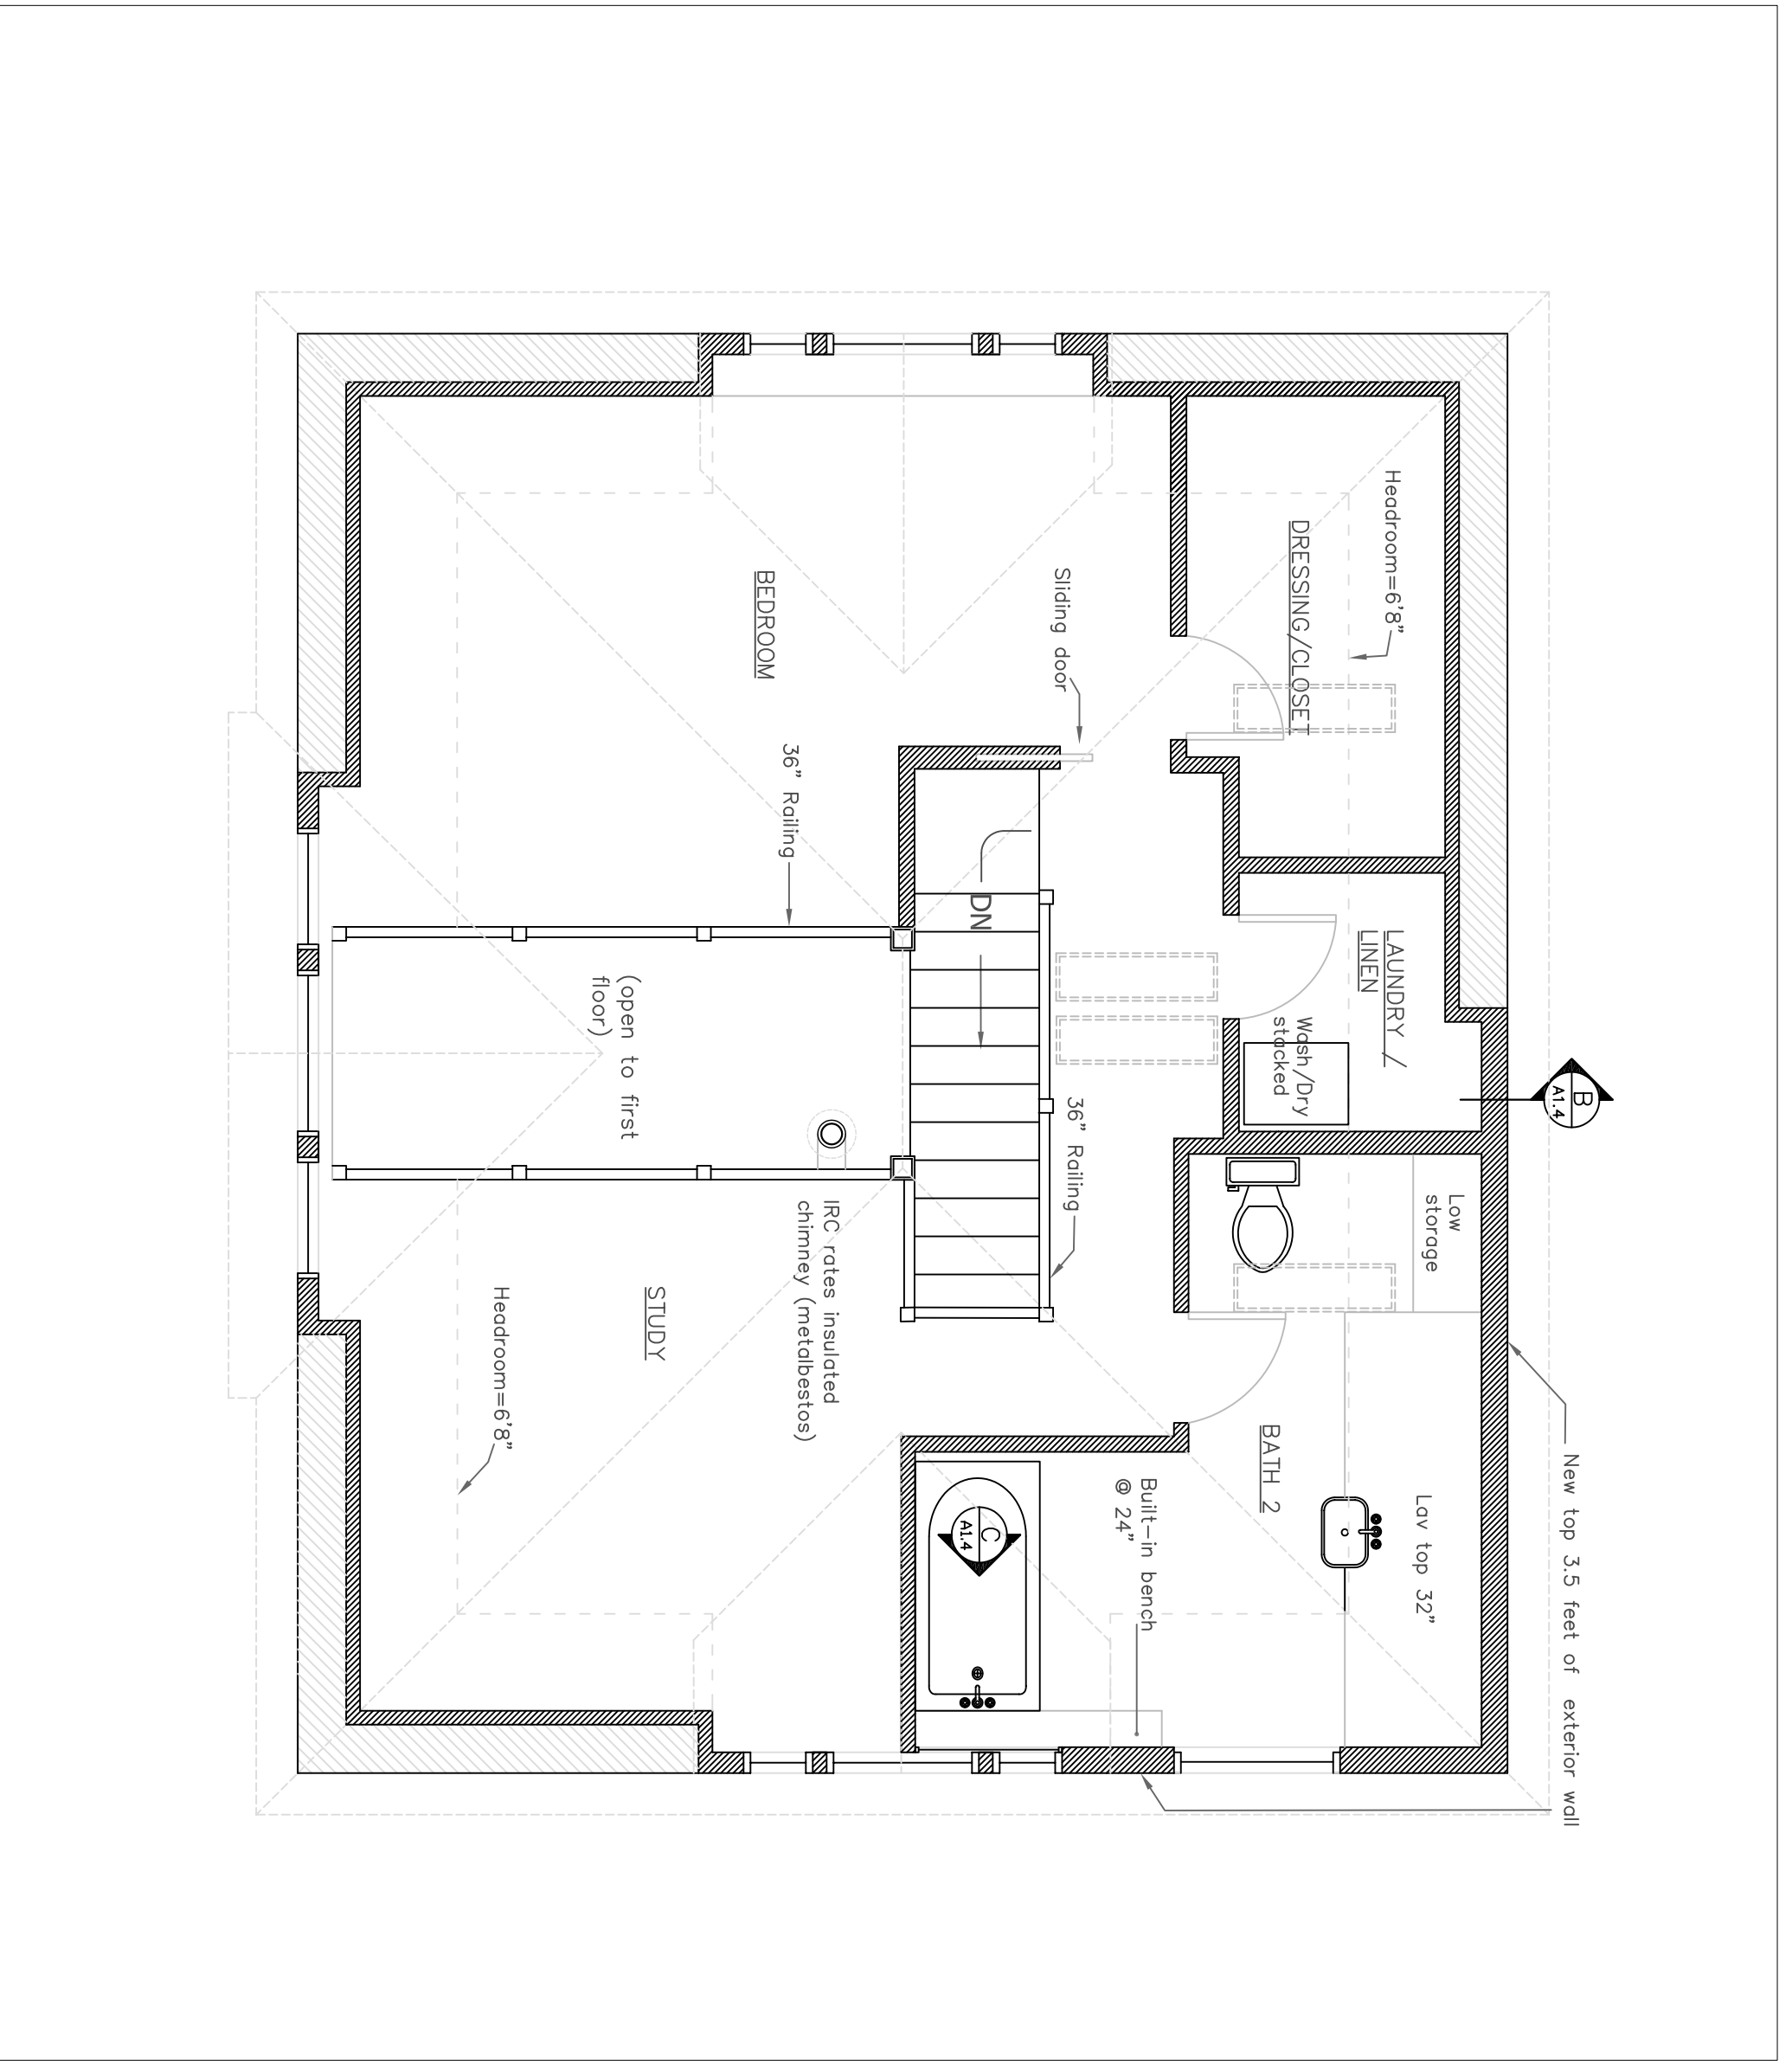 B
A1.4
New top 3.5 feet of exterior wall
Low
storage
Lav top 32"
Headroom=6'8"
LAUNDRY /
LINEN
Wash/Dry
stacked
DRESSING/CLOSET
BATH 2
Built-in bench
@ 24"
Sliding door
36" Railing
DN
C
A1.4
IRC rates insulated
chimney (metalbestos)
36" Railing
BEDROOM
STUDY
(open to first
floor)
Headroom=6'8"